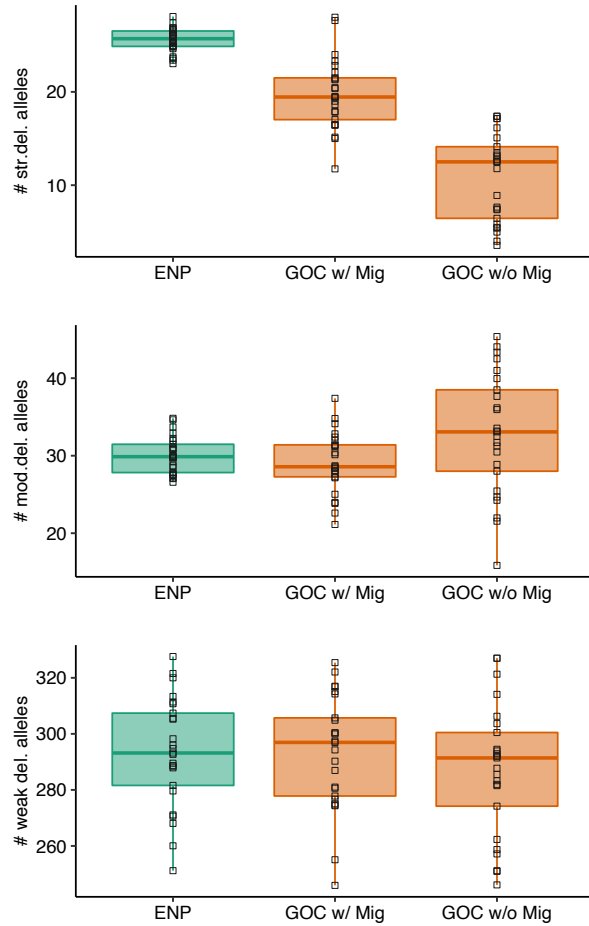 # str.del. alleles
20
10
ENP GOC w/ Mig GOC w/o Mig
# mod.del. alleles
40
30
20
ENP GOC w/ Mig GOC w/o Mig
# weak del. alleles
320
300
280
260
ENP GOC w/ Mig GOC w/o Mig